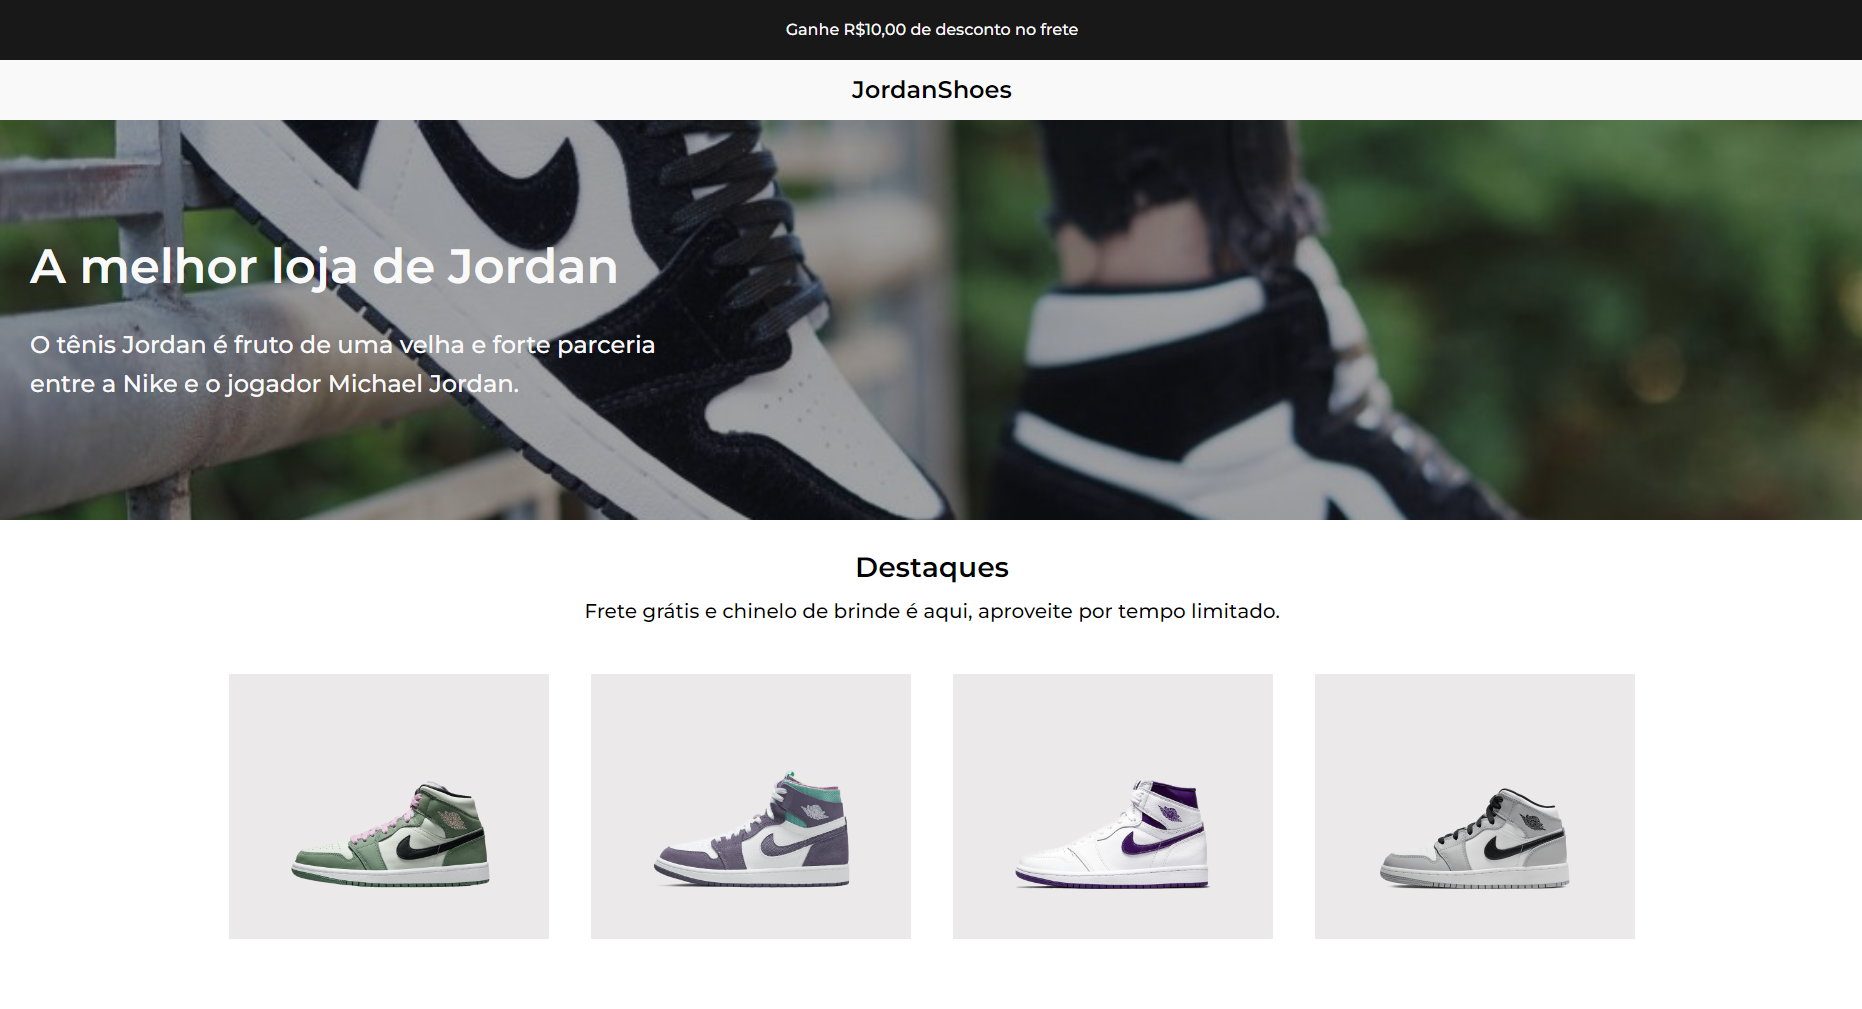 Ganhe R$10,00 de desconto no frete
JordanShoes
A melhor loja de Jordan
O tênis Jordan é fruto de uma velha e forte parceria
entre a Nike e o jogador Michael Jordan.
Destaques
Frete grátis e chinelo de brinde é aqui, aproveite por tempo limitado.